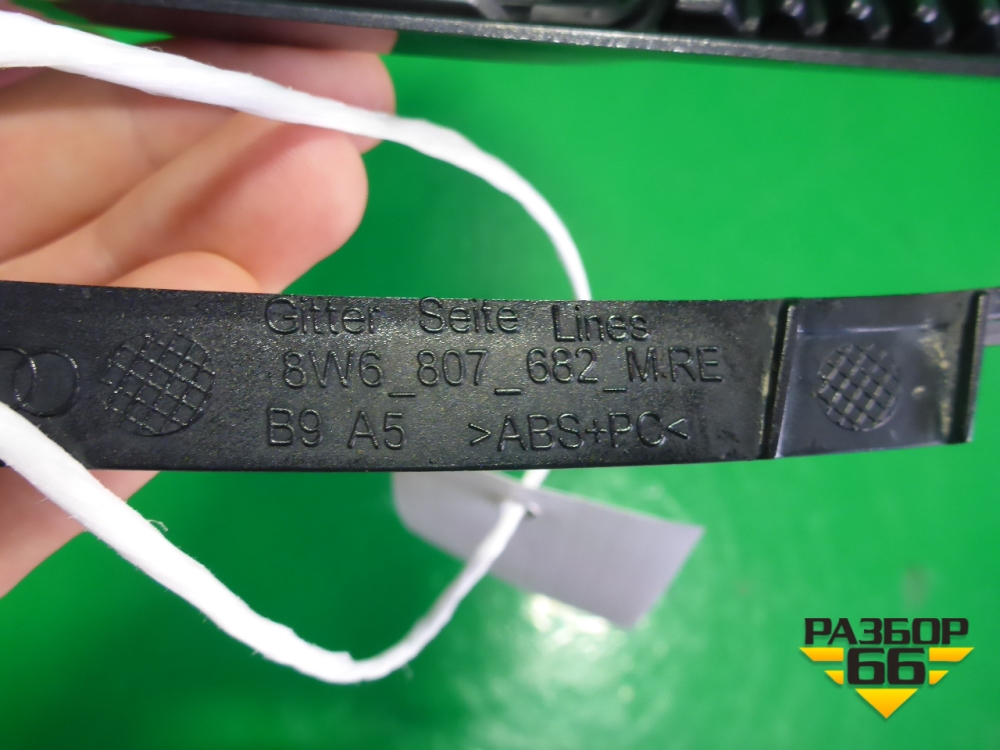 Gitter Seite Lines
8W6_807_682_M.RE
B9 A5 >ABS+PC<
РАЗБОР
66